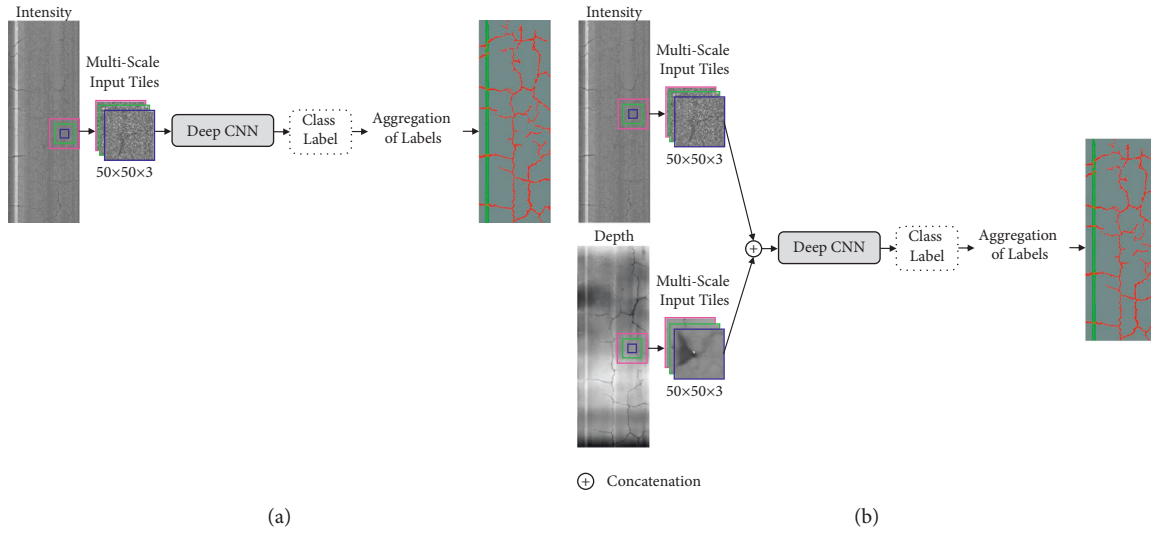 Intensity
Multi-Scale
Input Tiles
50×50×3
Deep CNN
Class
Label
Aggregation
of Labels
(a)
Intensity
Multi-Scale
Input Tiles
50×50×3
Depth
Multi-Scale
Input Tiles
50×50×3
+
Deep CNN
Class
Label
Aggregation
of Labels
+ Concatenation
(b)